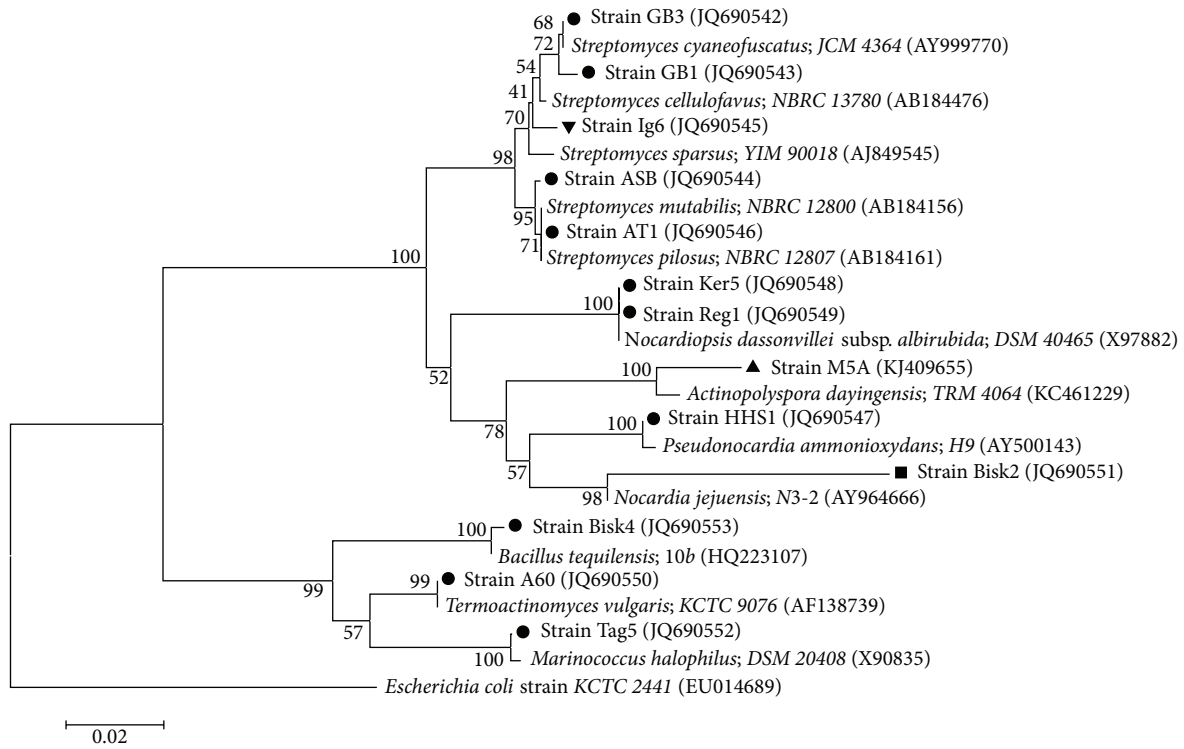 68
Strain GB3 (JQ690542)
72
Streptomyces cyaneofuscatus; JCM 4364 (AY999770)
54
Strain GB1 (JQ690543)
41
Streptomyces cellulofavus; NBRC 13780 (AB184476)
70
Strain Ig6 (JQ690545)
98
Streptomyces sparsus; YIM 90018 (AJ849545)
Strain ASB (JQ690544)
95
Streptomyces mutabilis; NBRC 12800 (AB184156)
Strain AT1 (JQ690546)
71
Streptomyces pilosus; NBRC 12807 (AB184161)
100
Strain Ker5 (JQ690548)
100
Strain Reg1 (JQ690549)
Nocardiopsis dassonvillei subsp. albirubida; DSM 40465 (X97882)
52
100
Strain M5A (KJ409655)
Actinopolyspora dayingensis; TRM 4064 (KC461229)
78
100
Strain HHS1 (JQ690547)
Pseudonocardia ammonioxydans; H9 (AY500143)
57
Strain Bisk2 (JQ690551)
98
Nocardia jejuensis; N3-2 (AY964666)
100
Strain Bisk4 (JQ690553)
Bacillus tequilensis; 10b (HQ223107)
99
99
Strain A60 (JQ690550)
Termoactinomyces vulgaris; KCTC 9076 (AF138739)
57
Strain Tag5 (JQ690552)
100
Marinococcus halophilus; DSM 20408 (X90835)
Escherichia coli strain KCTC 2441 (EU014689)
0.02